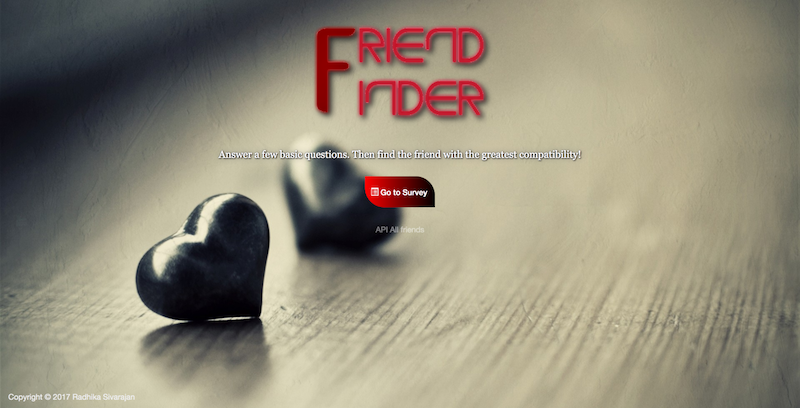 FRIEND
FINDER
Answer a few basic questions. Then find the friend with the greatest compatibility!
Go to Survey
API All friends
Copyright © 2017 Radhika Sivarajan